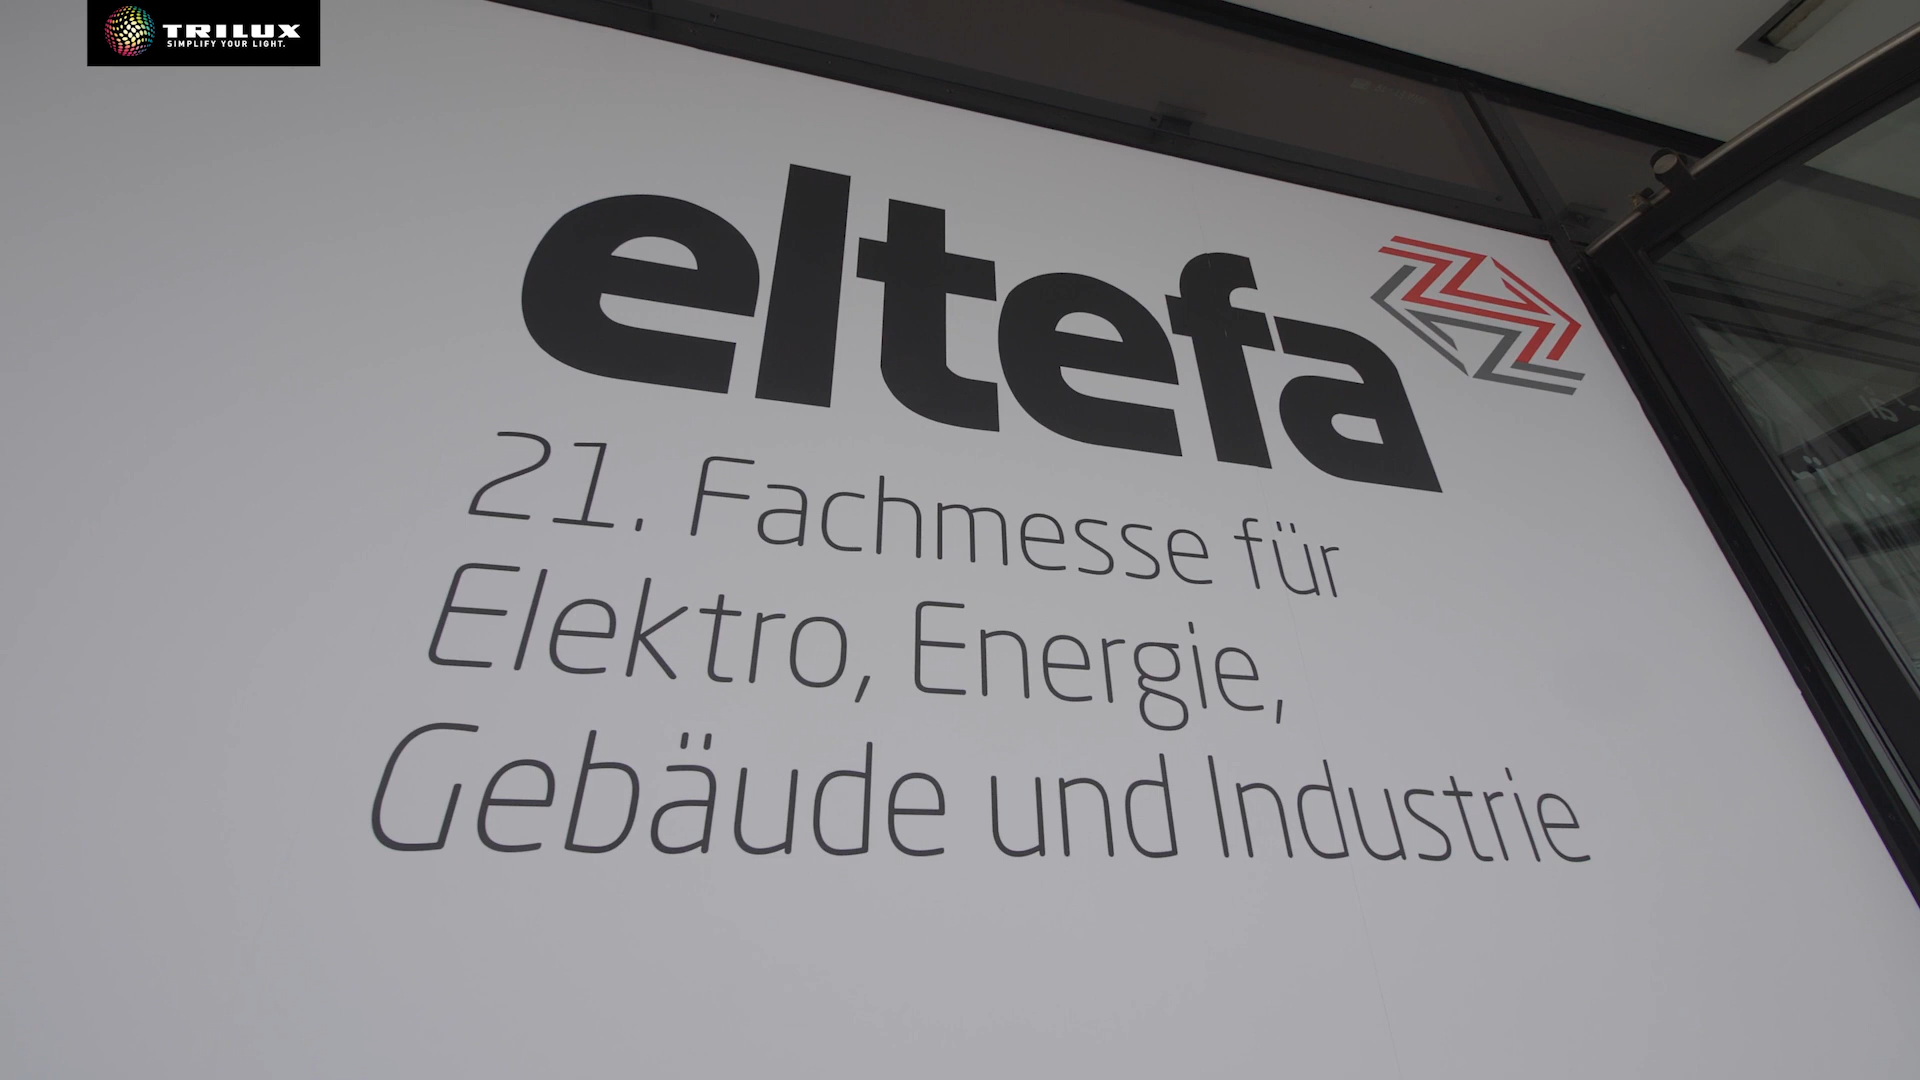 TRILUX
SIMPLIFY YOUR LIGHT.
eltefa
21. Fachmesse für
Elektro, Energie,
Gebäude und Industrie